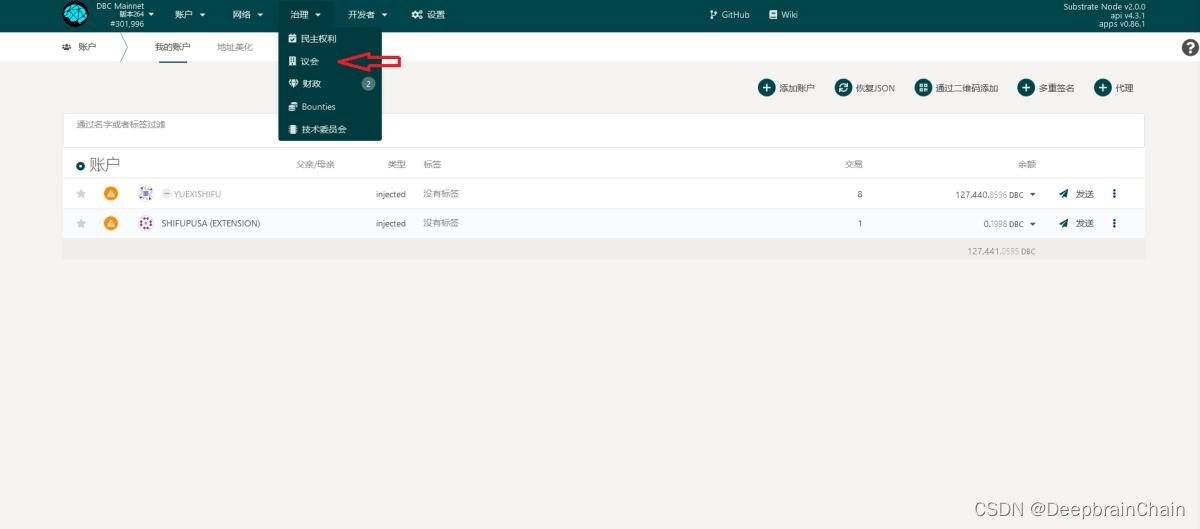 DBC Mainnet
版本264
#301,996
账户
网络
治理
开发者
设置
GitHub
Wiki
Substrate Node v2.0.0
api v4.3.1
apps v0.86.1
账户
我的账户
地址美化
民主权利
议会
财政
2
Bounties
技术委员会
添加账户
恢复JSON
通过二维码添加
多重签名
代理
通过名字或者标签过滤
账户
父亲/母亲
类型
标签
交易
余额
YUEXISHIFU
injected
没有标签
8
127,440.8596 DBC
发送
SHIFUPUSA (EXTENSION)
injected
没有标签
1
0.1998 DBC
发送
127,441.0595 DBC
CSDN @DeepbrainChain